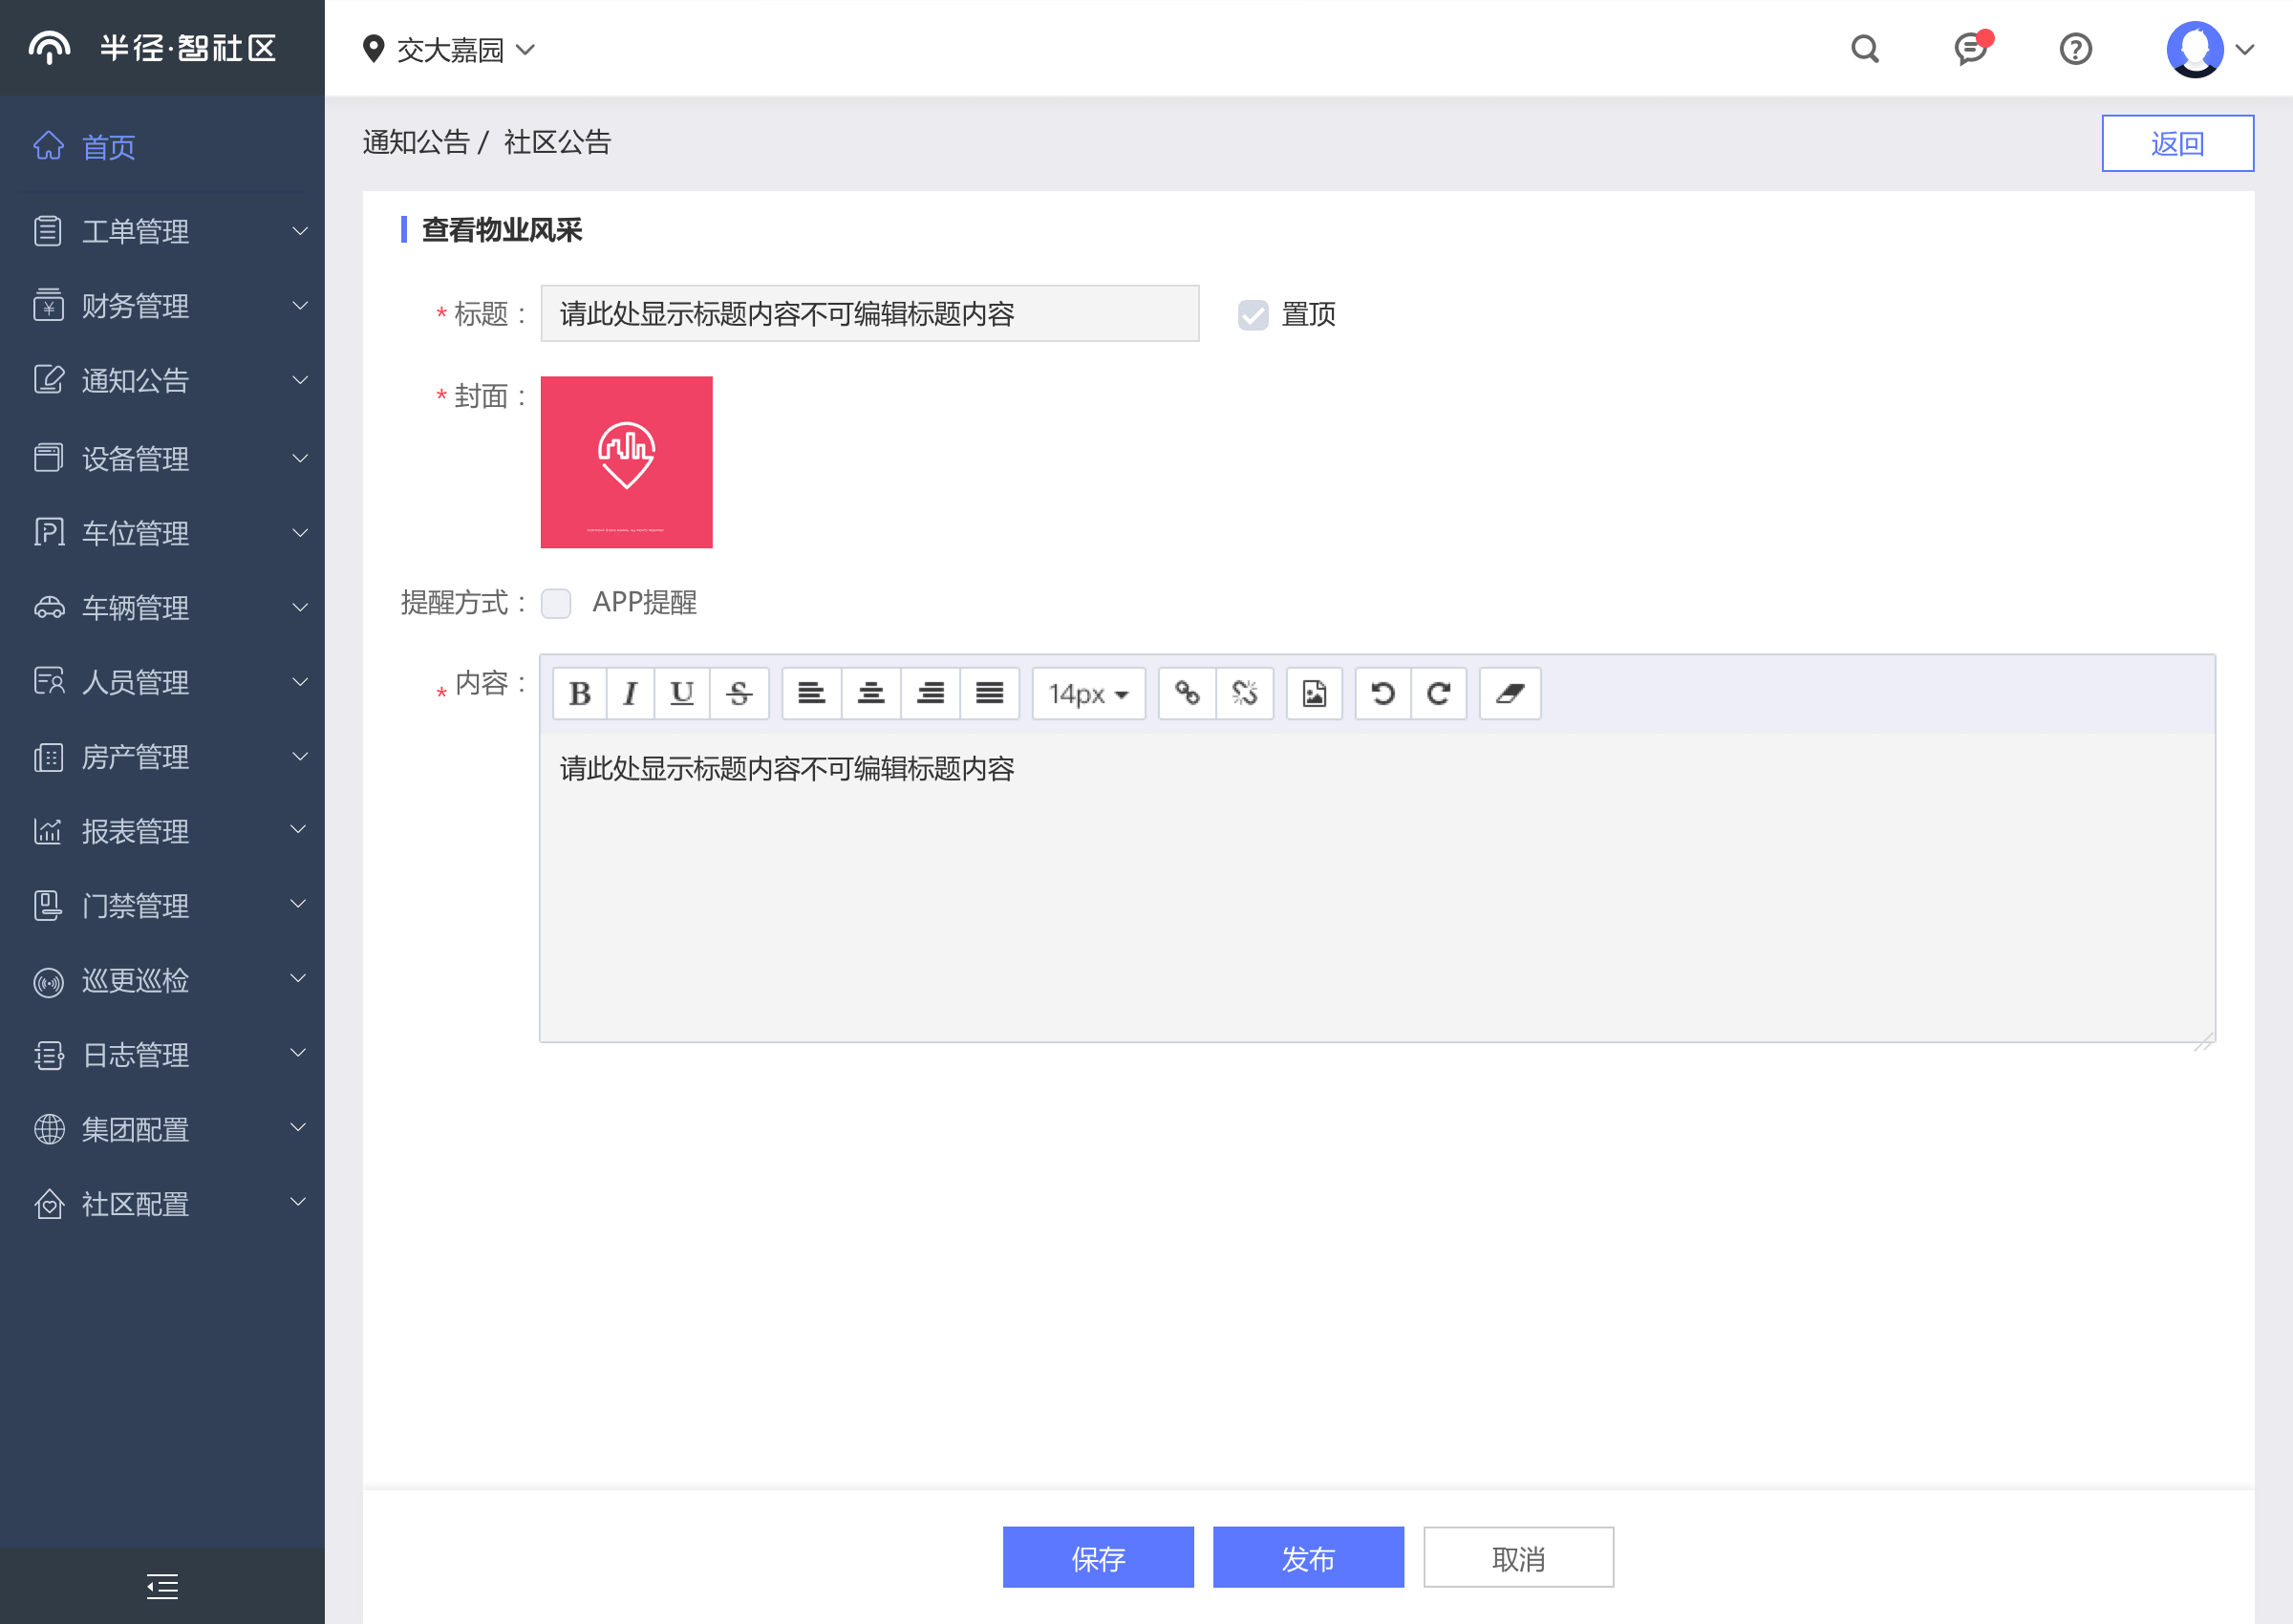 半径·智社区
交大嘉园
首页
工单管理
财务管理
通知公告
设备管理
车位管理
车辆管理
人员管理
房产管理
报表管理
门禁管理
巡更巡检
日志管理
集团配置
社区配置
通知公告 / 社区公告
返回
查看物业风采
* 标题： 请此处显示标题内容不可编辑标题内容 置顶
* 封面：
提醒方式： APP提醒
* 内容： B I U S 14px
请此处显示标题内容不可编辑标题内容
保存 发布 取消